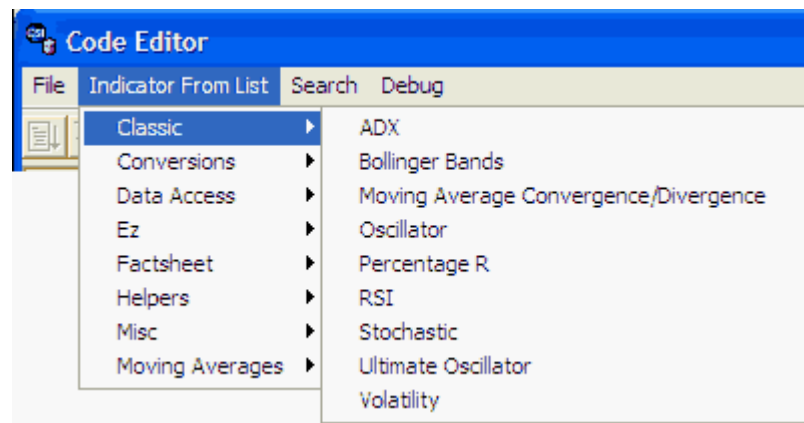 CSI
Code Editor
File Indicator From List Search Debug
Classic
Conversions
Data Access
Ez
Factsheet
Helpers
Misc
Moving Averages
ADX
Bollinger Bands
Moving Average Convergence/Divergence
Oscillator
Percentage R
RSI
Stochastic
Ultimate Oscillator
Volatility